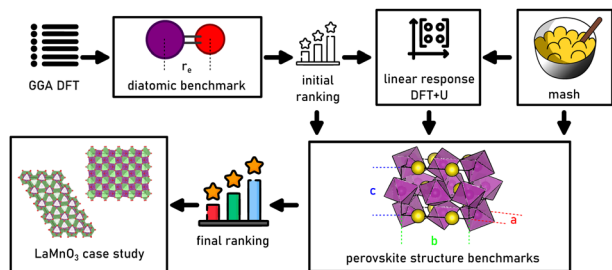 GGA DFT
r_e
diatomic benchmark
initial
ranking
linear response
DFT+U
mash
LaMnO₃ case study
final ranking
c
b
a
perovskite structure benchmarks